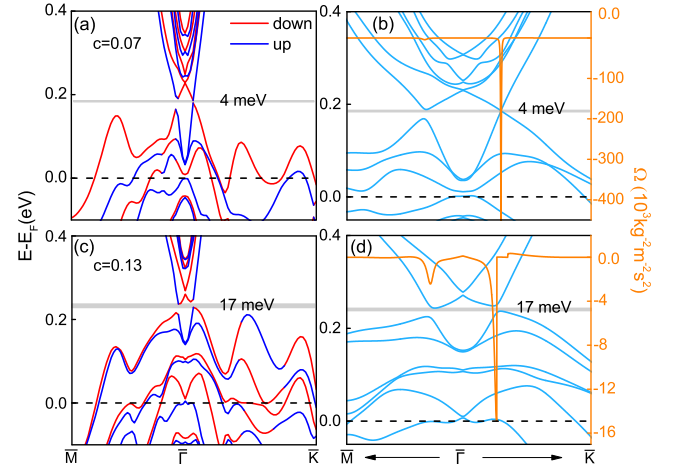 (a)
c=0.07
down
up
4 meV
0.4
0.2
0.0
(b)
4 meV
0.4
0.2
0.0
0.0
-100
-200
-300
-400
E-E_F(eV)
Ω (10³kg⁻²m⁻²s²)
(c)
c=0.13
17 meV
0.4
0.2
0.0
(d)
17 meV
0.4
0.2
0.0
0.0
-4
-8
-12
-16
M̅ Γ̅ K̅
M̅ Γ̅ K̅